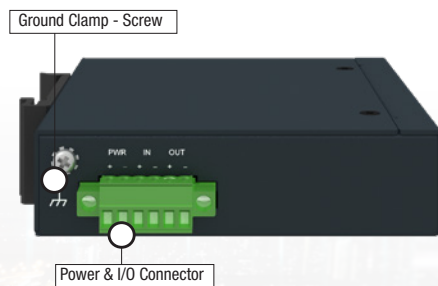 Ground Clamp - Screw
PWR IN OUT
+ - + - + -
Power & I/O Connector